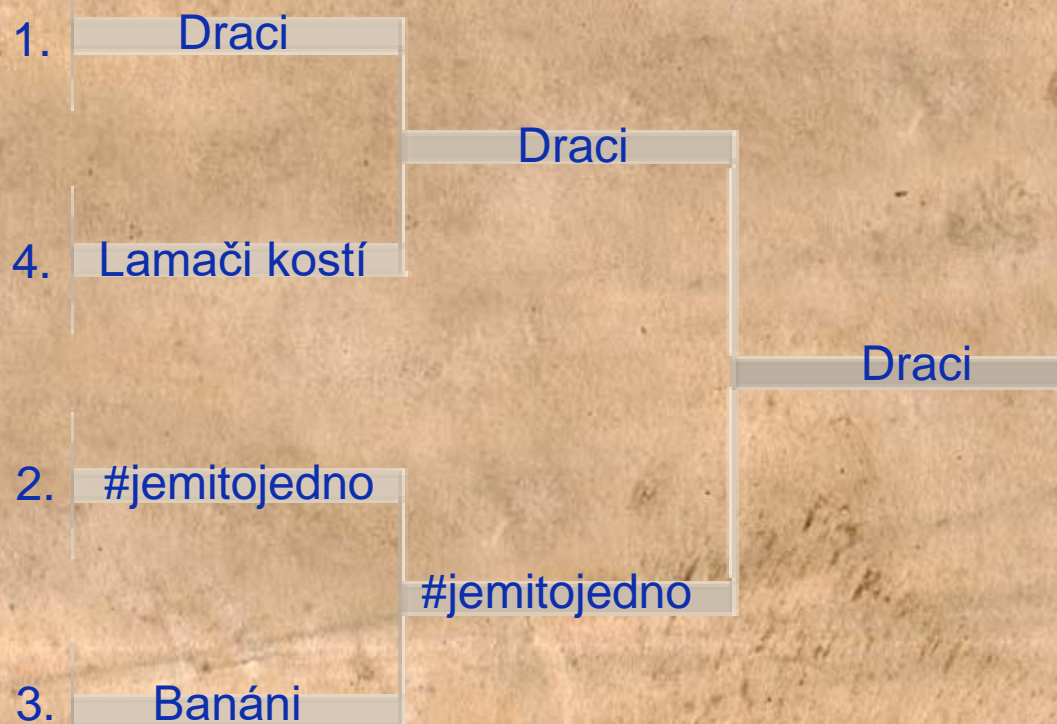 1. Draci
Draci
4. Lamači kostí
Draci
2. #jemitojedno
#jemitojedno
3. Banáni